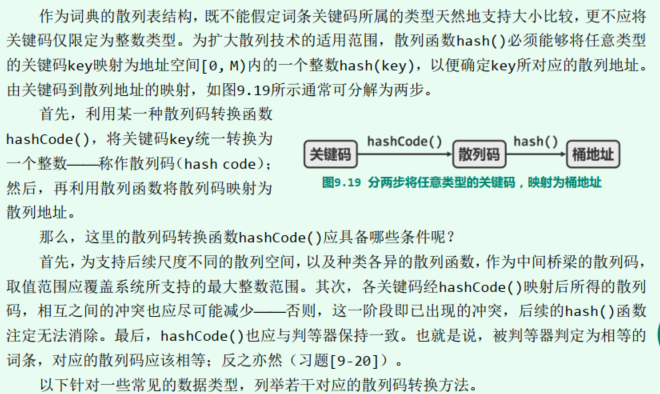 作为词典的散列表结构，既不能假定词条关键码所属的类型天然地支持大小比较，更不应将
关键码仅限定为整数类型。为扩大散列技术的适用范围，散列函数hash()必须能够将任意类型
的关键码key映射为地址空间[0, M)内的一个整数hash(key)，以便确定key所对应的散列地址。
由关键码到散列地址的映射，如图9.19所示通常可分解为两步。
首先，利用某一种散列码转换函数
hashCode()，将关键码key统一转换为
一个整数——称作散列码(hash code)；
然后，再利用散列函数将散列码映射为
散列地址。
关键码 hashCode() 散列码 hash() 桶地址
图9.19 分两步将任意类型的关键码，映射为桶地址
那么，这里的散列码转换函数hashCode()应具备哪些条件呢？
首先，为支持后续尺度不同的散列空间，以及种类各异的散列函数，作为中间桥梁的散列码，
取值范围应覆盖系统所支持的最大整数范围。其次，各关键码经hashCode()映射后所得的散列
码，相互之间的冲突也应尽可能减少——否则，这一阶段即已出现的冲突，后续的hash()函数
注定无法消除。最后，hashCode()也应与判等器保持一致。也就是说，被判等器判定为相等的
词条，对应的散列码应该相等；反之亦然（习题[9-20]）。
以下针对一些常见的数据类型，列举若干对应的散列码转换方法。